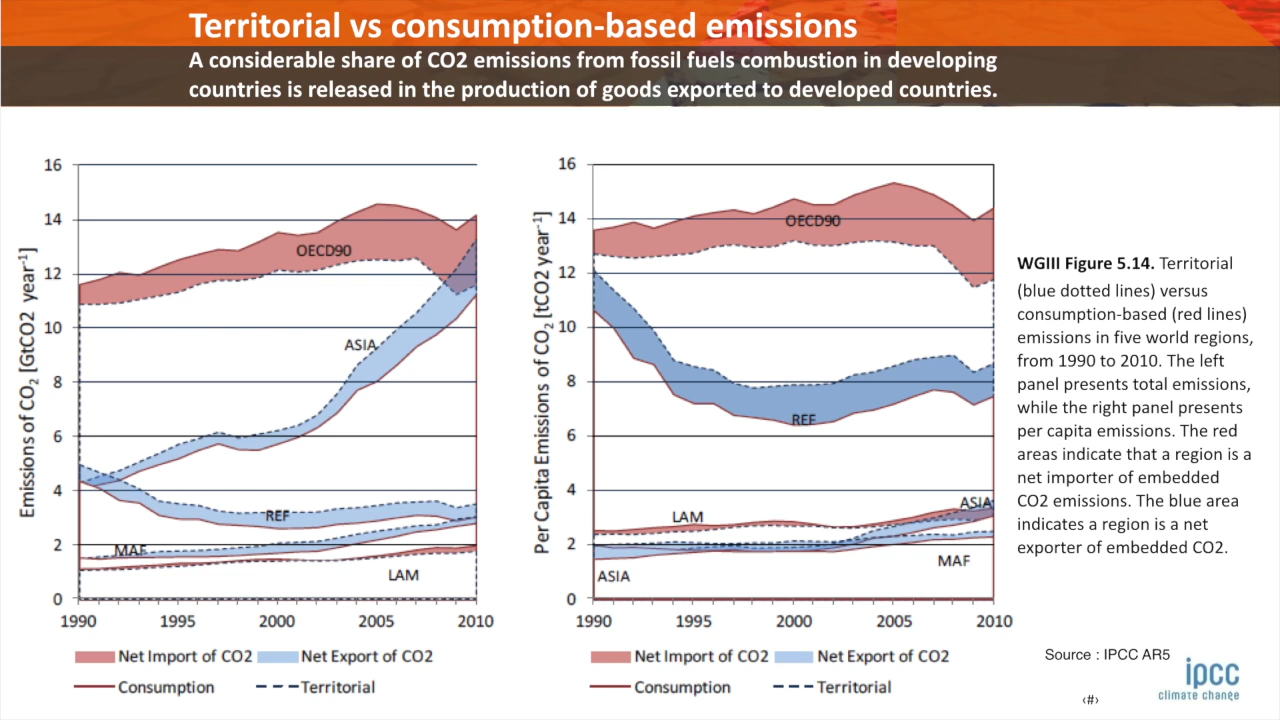 Territorial vs consumption-based emissions
A considerable share of CO2 emissions from fossil fuels combustion in developing
countries is released in the production of goods exported to developed countries.
Emissions of CO2 [GtCO2 year-1]
16
14
12
10
8
6
4
2
0
OECD90
ASIA
REF
MAF
LAM
1990
1995
2000
2005
2010
Net Import of CO2
Net Export of CO2
Consumption
Territorial
Per Capita Emissions of CO2 [tCO2 year-1]
16
14
12
10
8
6
4
2
0
OECD90
REF
LAM
ASIA
ASIA
MAF
1990
1995
2000
2005
2010
Net Import of CO2
Net Export of CO2
Consumption
Territorial
WGIII Figure 5.14. Territorial
(blue dotted lines) versus
consumption-based (red lines)
emissions in five world regions,
from 1990 to 2010. The left
panel presents total emissions,
while the right panel presents
per capita emissions. The red
areas indicate that a region is a
net importer of embedded
CO2 emissions. The blue area
indicates a region is a net
exporter of embedded CO2.
Source : IPCC AR5
ipcc
climate change
‹#›